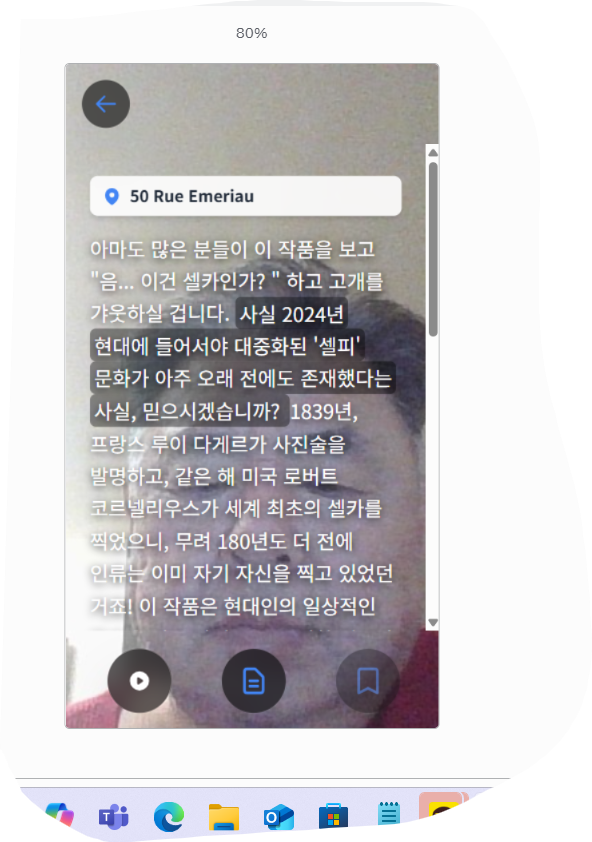 80%
50 Rue Emeriau
아마도 많은 분들이 이 작품을 보고
"음... 이건 셀카인가? " 하고 고개를
갸웃하실 겁니다. 사실 2024년
현대에 들어서야 대중화된 '셀피'
문화가 아주 오래 전에도 존재했다는
사실, 믿으시겠습니까? 1839년,
프랑스 루이 다게르가 사진술을
발명하고, 같은 해 미국 로버트
코르넬리우스가 세계 최초의 셀카를
찍었으니, 무려 180년도 더 전에
인류는 이미 자기 자신을 찍고 있었던
거죠! 이 작품은 현대인의 일상적인